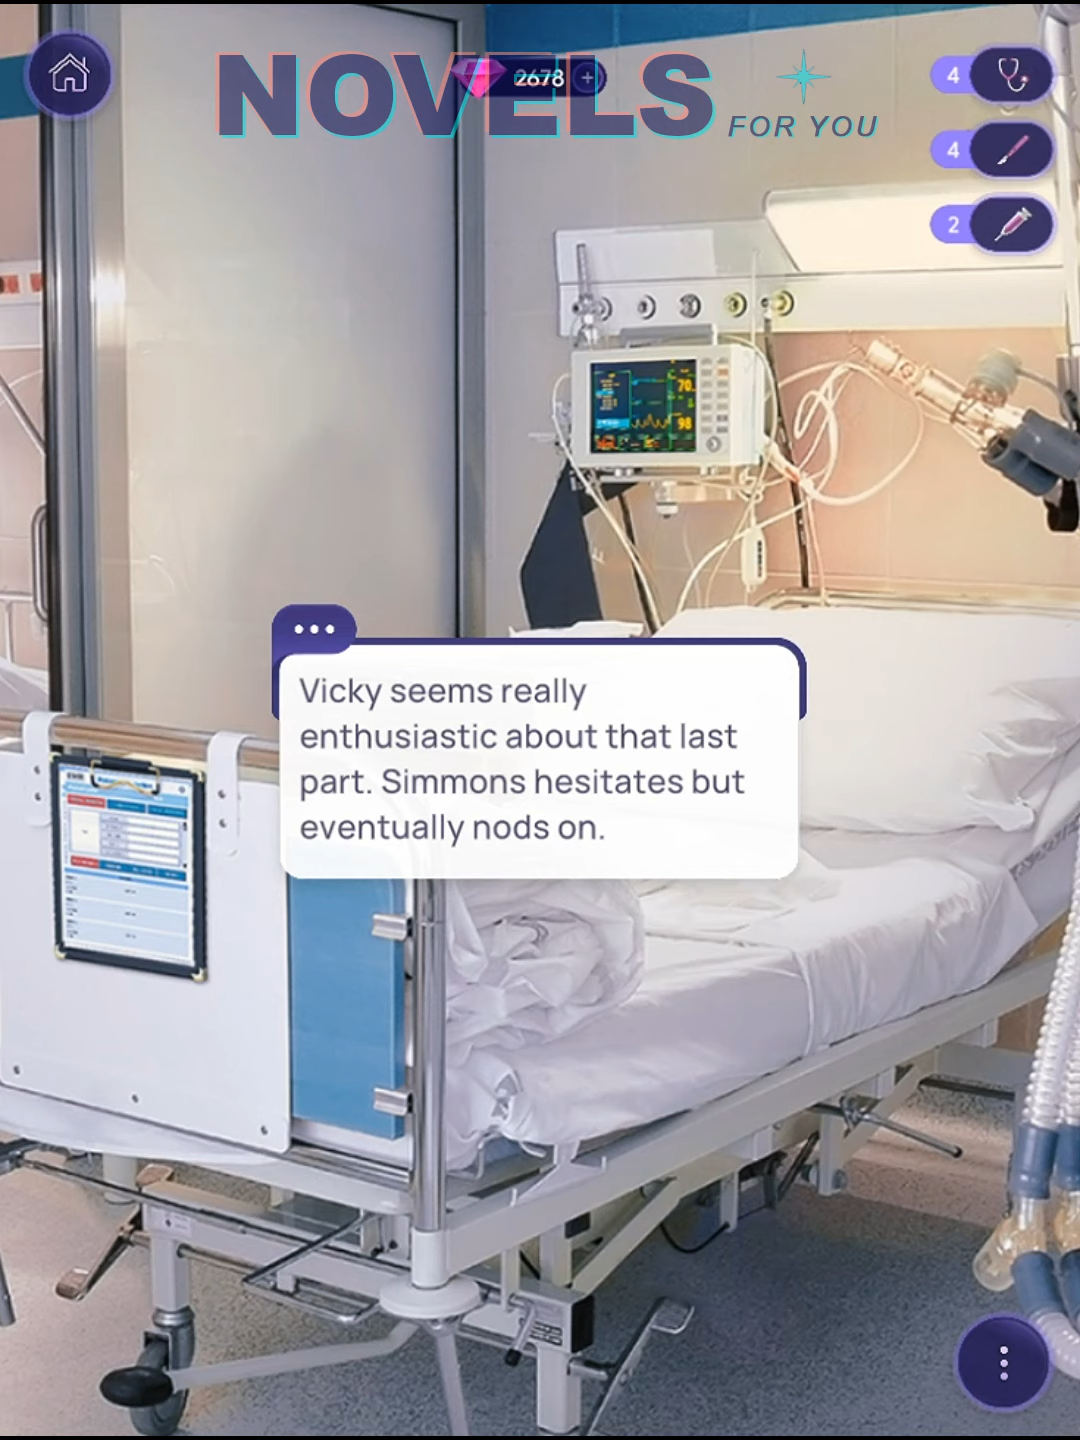 NOVELS
FOR YOU
2678 +
4
4
2
70
98
Vicky seems really
enthusiastic about that last
part. Simmons hesitates but
eventually nods on.